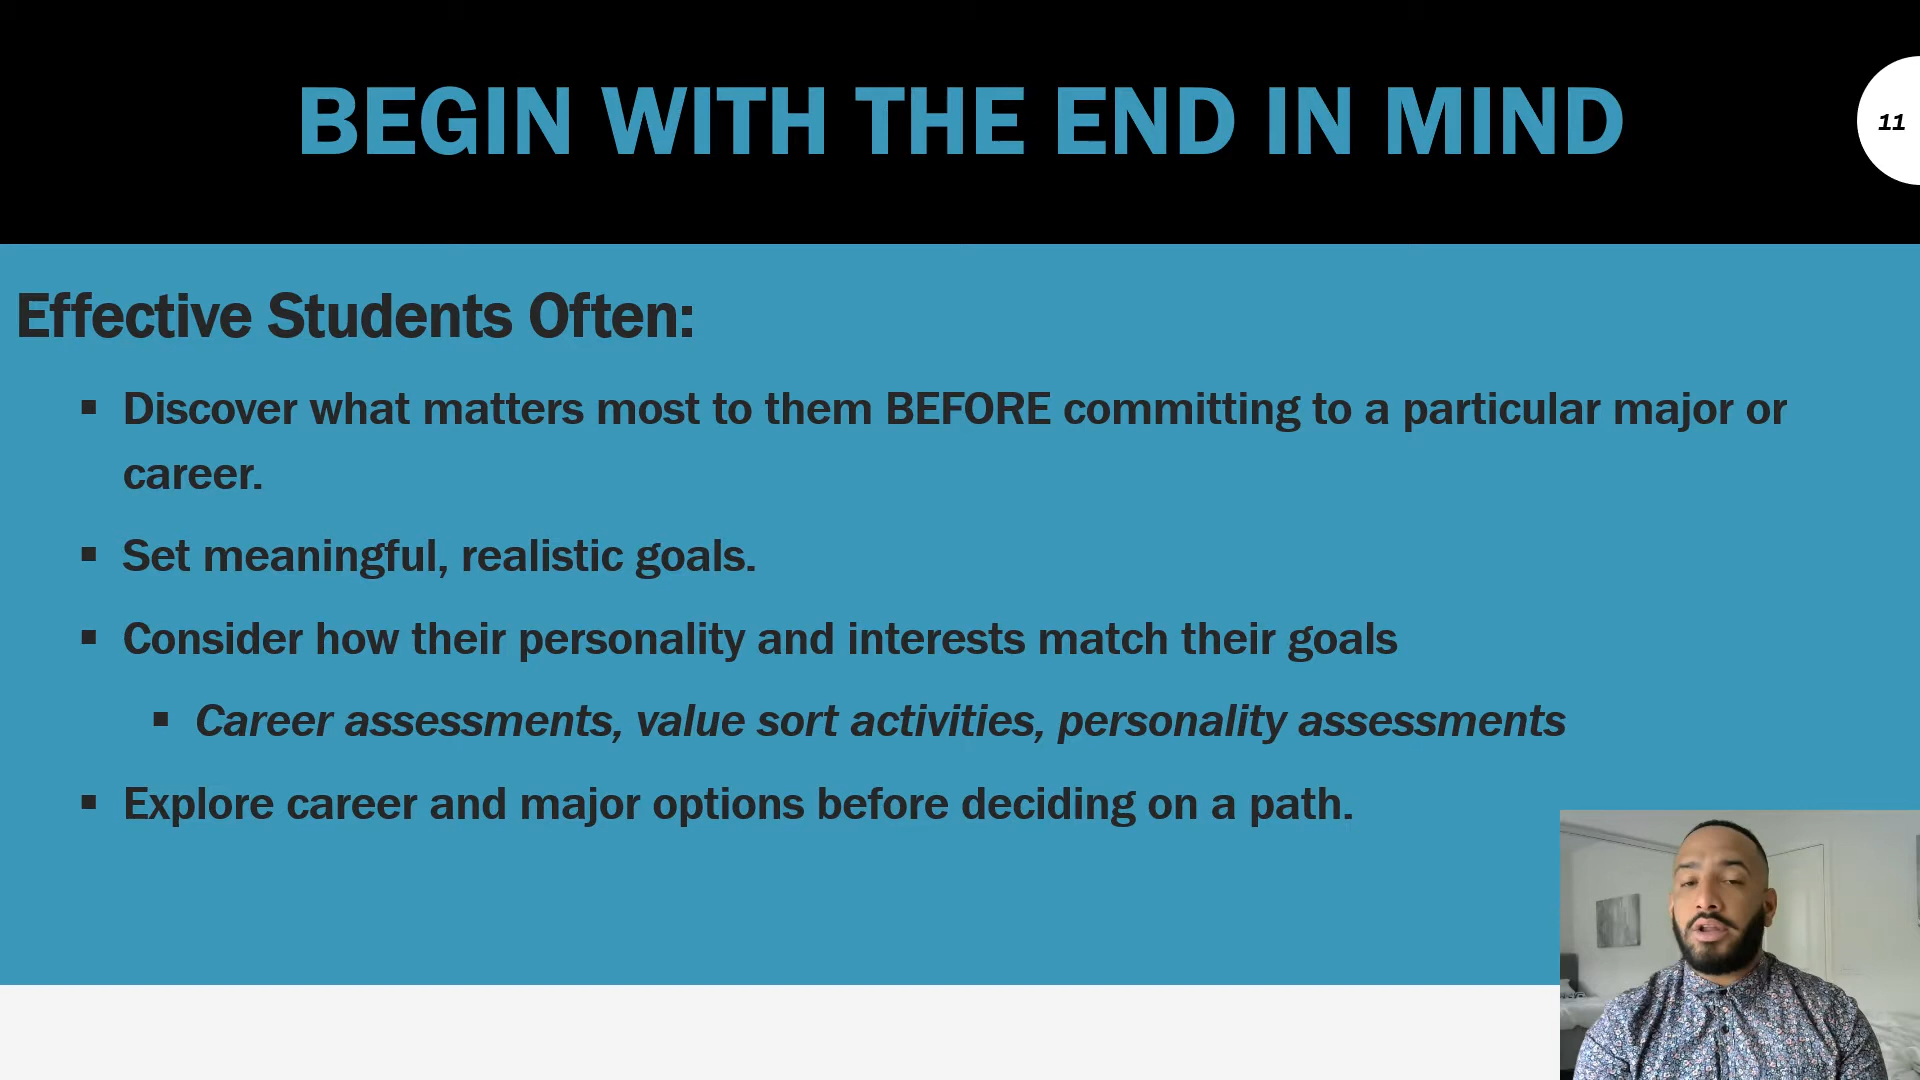 BEGIN WITH THE END IN MIND
11
Effective Students Often:
▪ Discover what matters most to them BEFORE committing to a particular major or
career.
▪ Set meaningful, realistic goals.
▪ Consider how their personality and interests match their goals
▪ Career assessments, value sort activities, personality assessments
▪ Explore career and major options before deciding on a path.